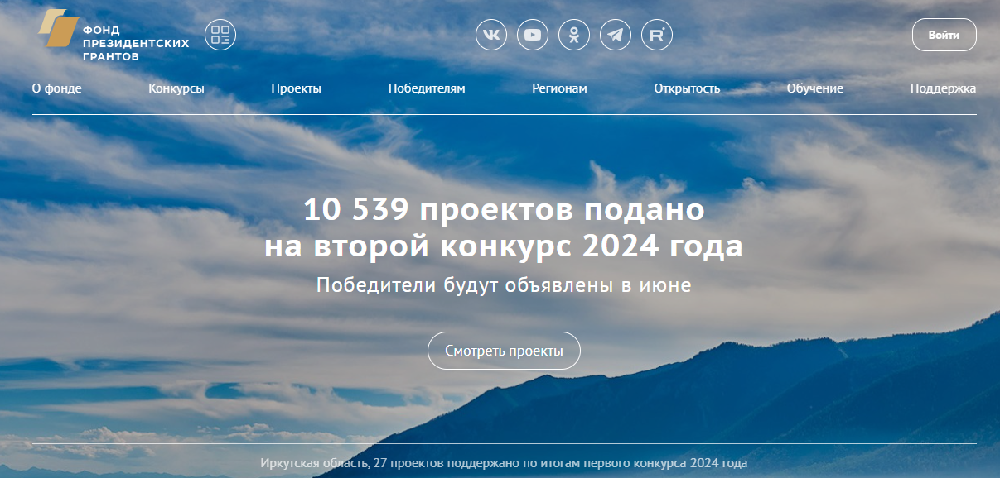 ФОНД
ПРЕЗИДЕНТСКИХ
ГРАНТОВ
Войти
О фонде
Конкурсы
Проекты
Победителям
Регионам
Открытость
Обучение
Поддержка
10 539 проектов подано
на второй конкурс 2024 года
Победители будут объявлены в июне
Смотреть проекты
Иркутская область, 27 проектов поддержано по итогам первого конкурса 2024 года